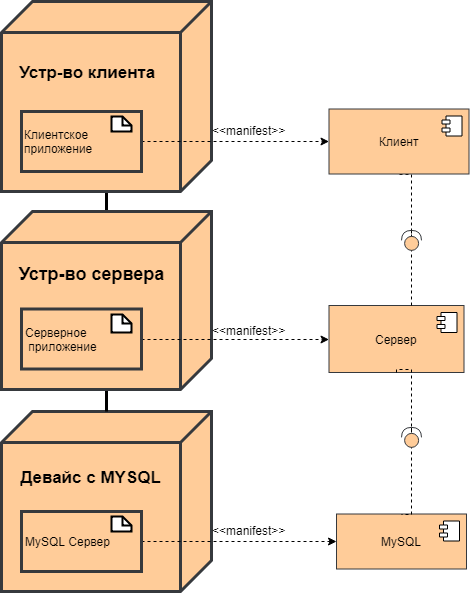 Устр-во клиента
Клиентское
приложение
<<manifest>>
Клиент
Устр-во сервера
Серверное
приложение
<<manifest>>
Сервер
Девайс с MYSQL
MySQL Сервер
<<manifest>>
MySQL